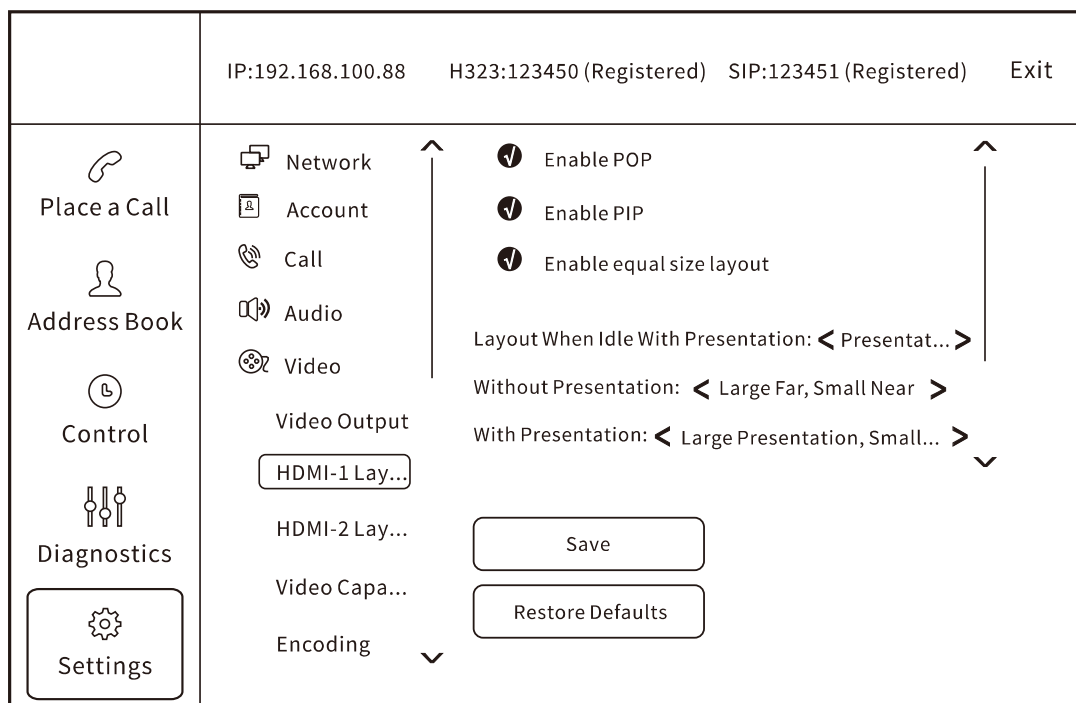 IP:192.168.100.88 H323:123450 (Registered) SIP:123451 (Registered) Exit
Place a Call
Address Book
Control
Diagnostics
Settings
Network
Account
Call
Audio
Video
Video Output
HDMI-1 Lay...
HDMI-2 Lay...
Video Capa...
Encoding
Enable POP
Enable PIP
Enable equal size layout
Layout When Idle With Presentation: < Presentat... >
Without Presentation: < Large Far, Small Near >
With Presentation: < Large Presentation, Small... >
Save
Restore Defaults